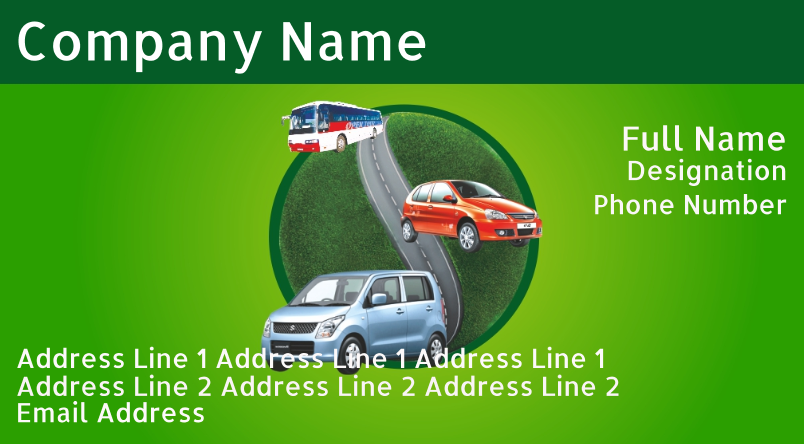 Company Name
Full Name
Designation
Phone Number
Address Line 1 Address Line 1 Address Line 1
Address Line 2 Address Line 2 Address Line 2
Email Address